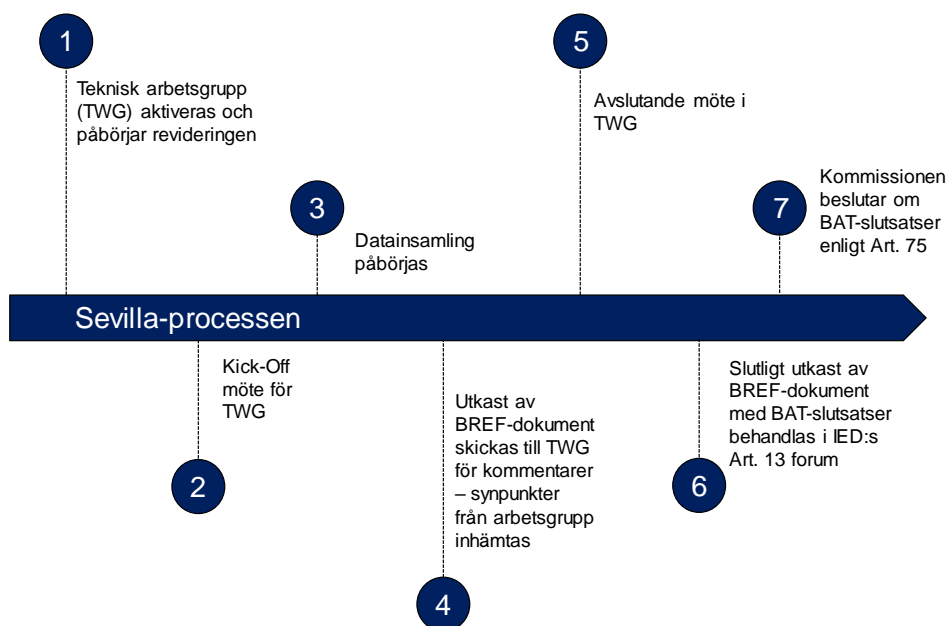 1
Teknisk arbetsgrupp
(TWG) aktiveras och
påbörjar revideringen
2
Kick-Off
möte för
TWG
3
Datainsamling
påbörjas
4
Utkast av
BREF-dokument
skickas till TWG
för kommentarer
– synpunkter
från arbetsgrupp
inhämtas
5
Avslutande möte i
TWG
6
Slutligt utkast av
BREF-dokument
med BAT-slutsatser
behandlas i IED:s
Art. 13 forum
7
Kommissionen
beslutar om
BAT-slutsatser
enligt Art. 75
Sevilla-processen